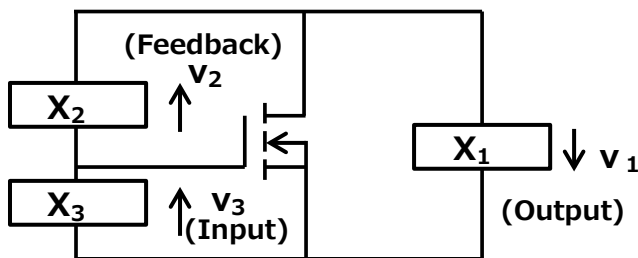 (Feedback)
v₂
X₂
X₁
v₁
X₃
v₃
(Input)
(Output)